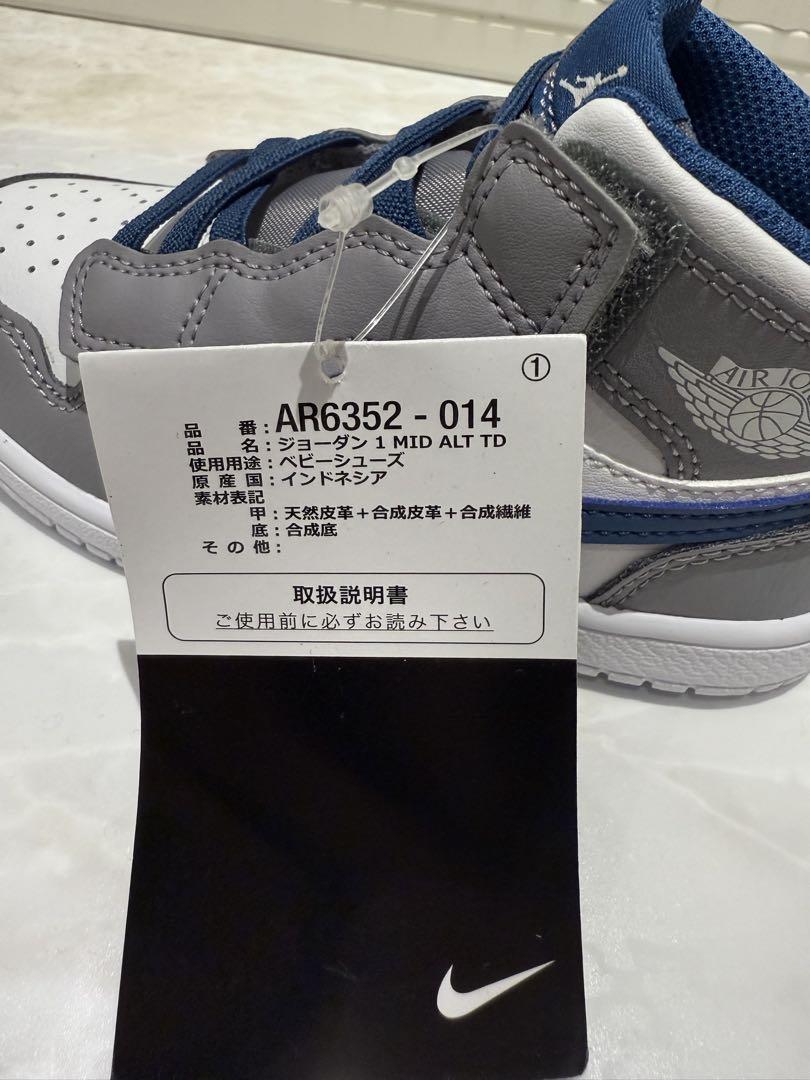 AIR JO
①
品 番：AR6352 - 014
品 名：ジョーダン 1 MID ALT TD
使用用途：ベビーシューズ
原 産 国：インドネシア
素材表記
甲：天然皮革＋合成皮革＋合成繊維
底：合成底
そ の 他：
取扱説明書
ご使用前に必ずお読み下さい